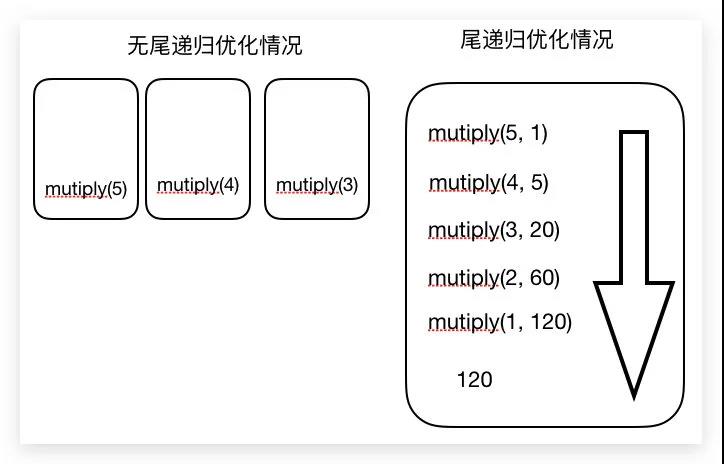 无尾递归优化情况
mutiply(5)
mutiply(4)
mutiply(3)
尾递归优化情况
mutiply(5, 1)
mutiply(4, 5)
mutiply(3, 20)
mutiply(2, 60)
mutiply(1, 120)
120